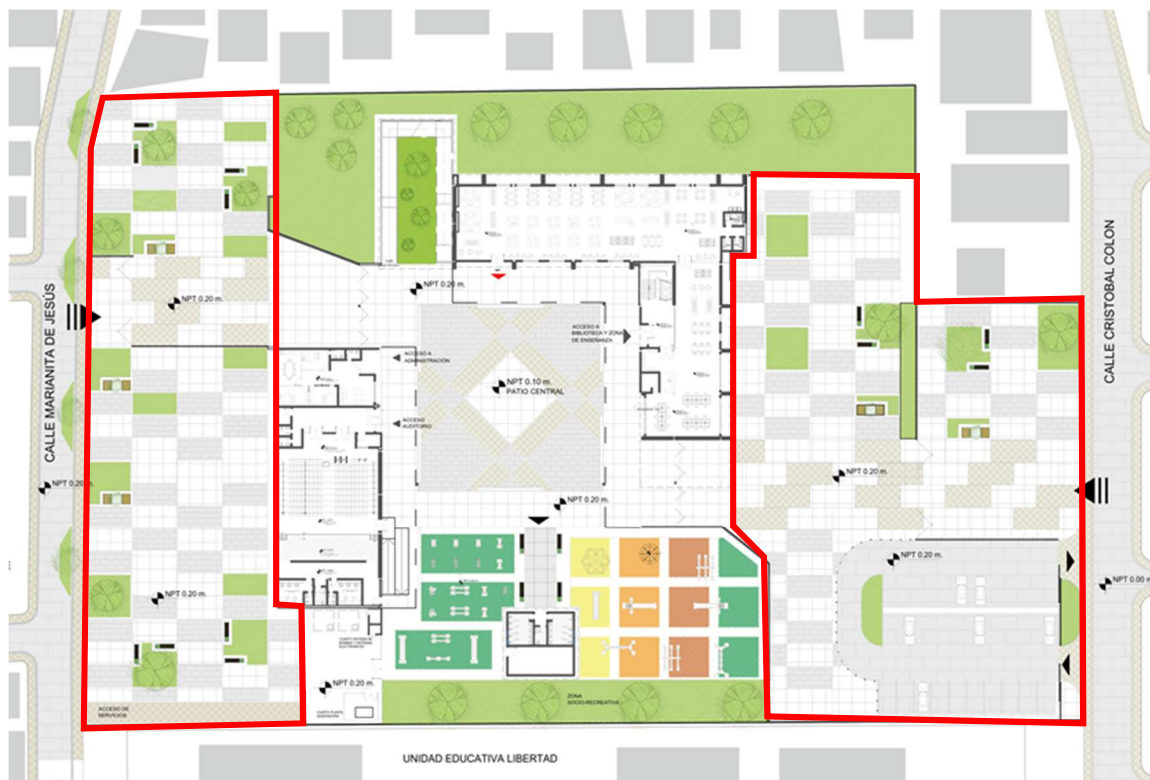 CALLE MARIANITA DE JESÚS
NPT 0.20 m.
NPT 0.20 m.
NPT 0.20 m.
ACCESO DE
SERVICIOS
NPT 0.20 m.
ACCESO A
ADMINISTRACIÓN
ACCESO
AUDITORIO
NPT 0.10 m.
PATIO CENTRAL
ACCESO A
BIBLIOTECA Y ZONA
DE ENSEÑANZA
NPT 0.20 m.
NPT 0.20 m.
ZONA
SOCIO-RECREATIVA
NPT 0.20 m.
NPT 0.20 m.
NPT 0.00 m
CALLE CRISTOBAL COLON
UNIDAD EDUCATIVA LIBERTAD